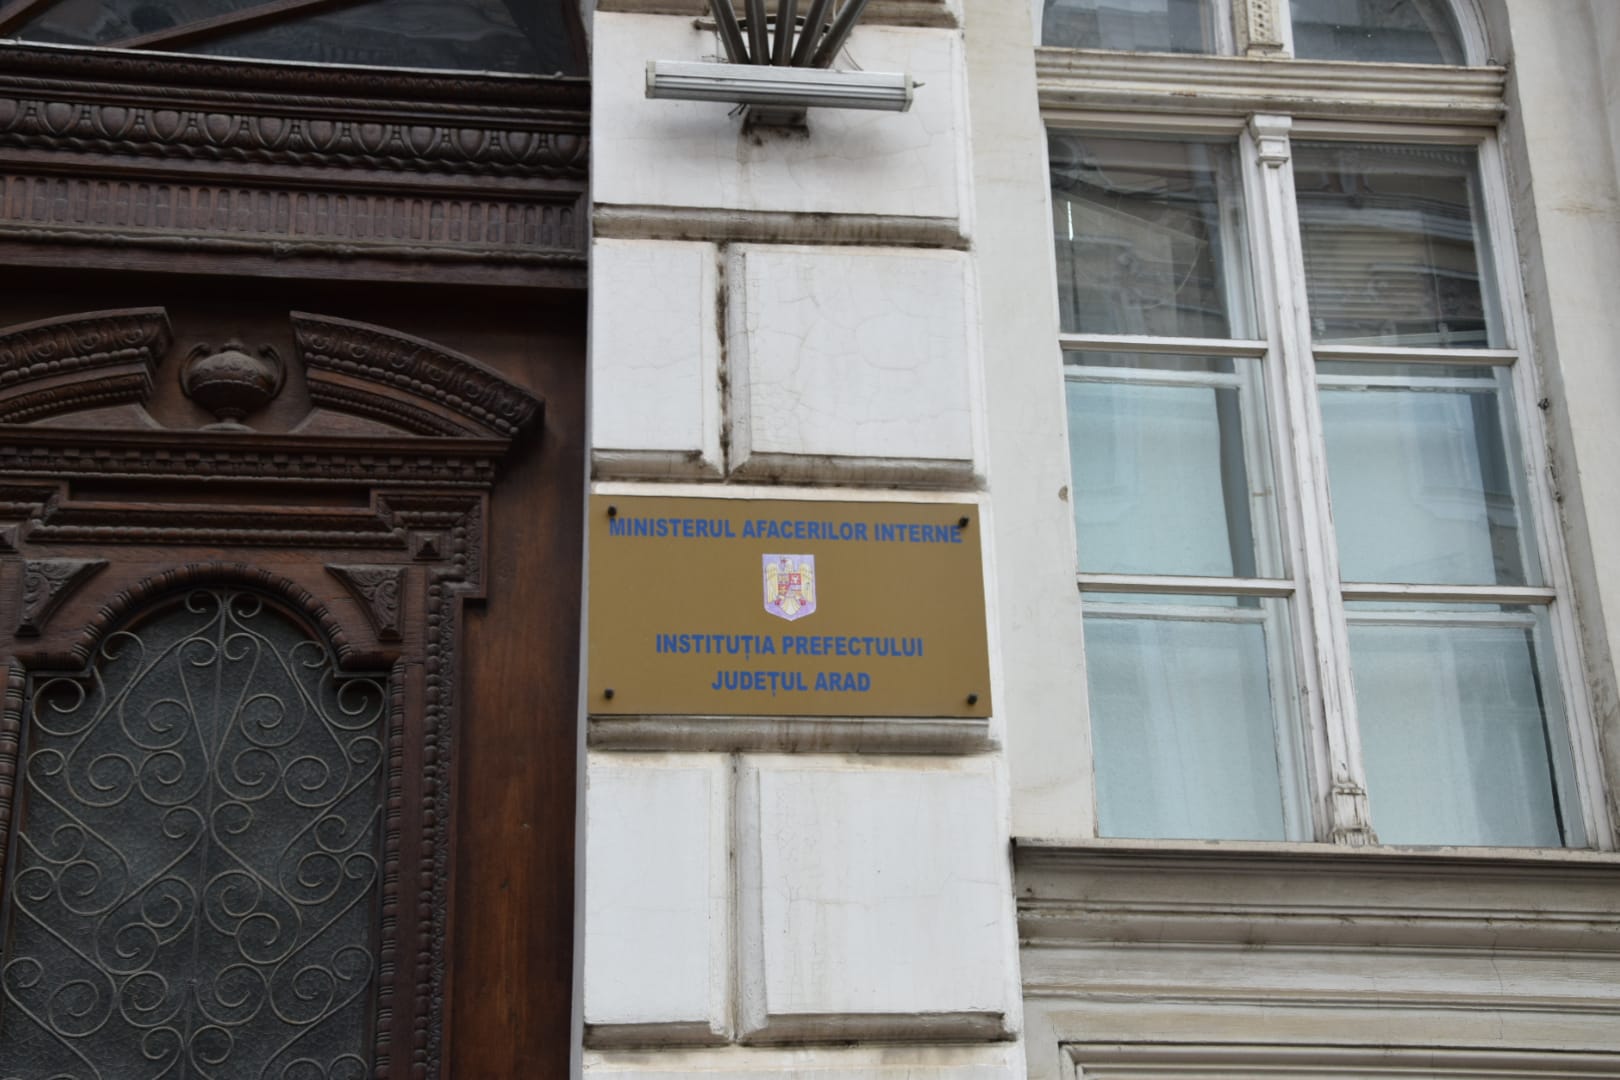 MINISTERUL AFACERILOR INTERNE
INSTITUȚIA PREFECTULUI
JUDEȚUL ARAD